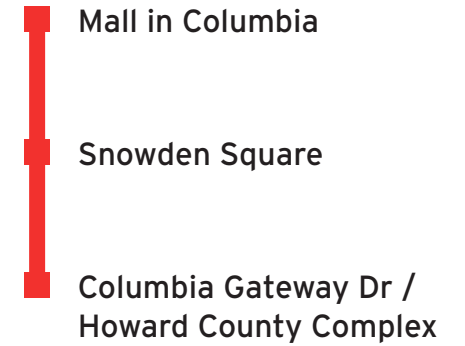 Mall in Columbia
Snowden Square
Columbia Gateway Dr /
Howard County Complex